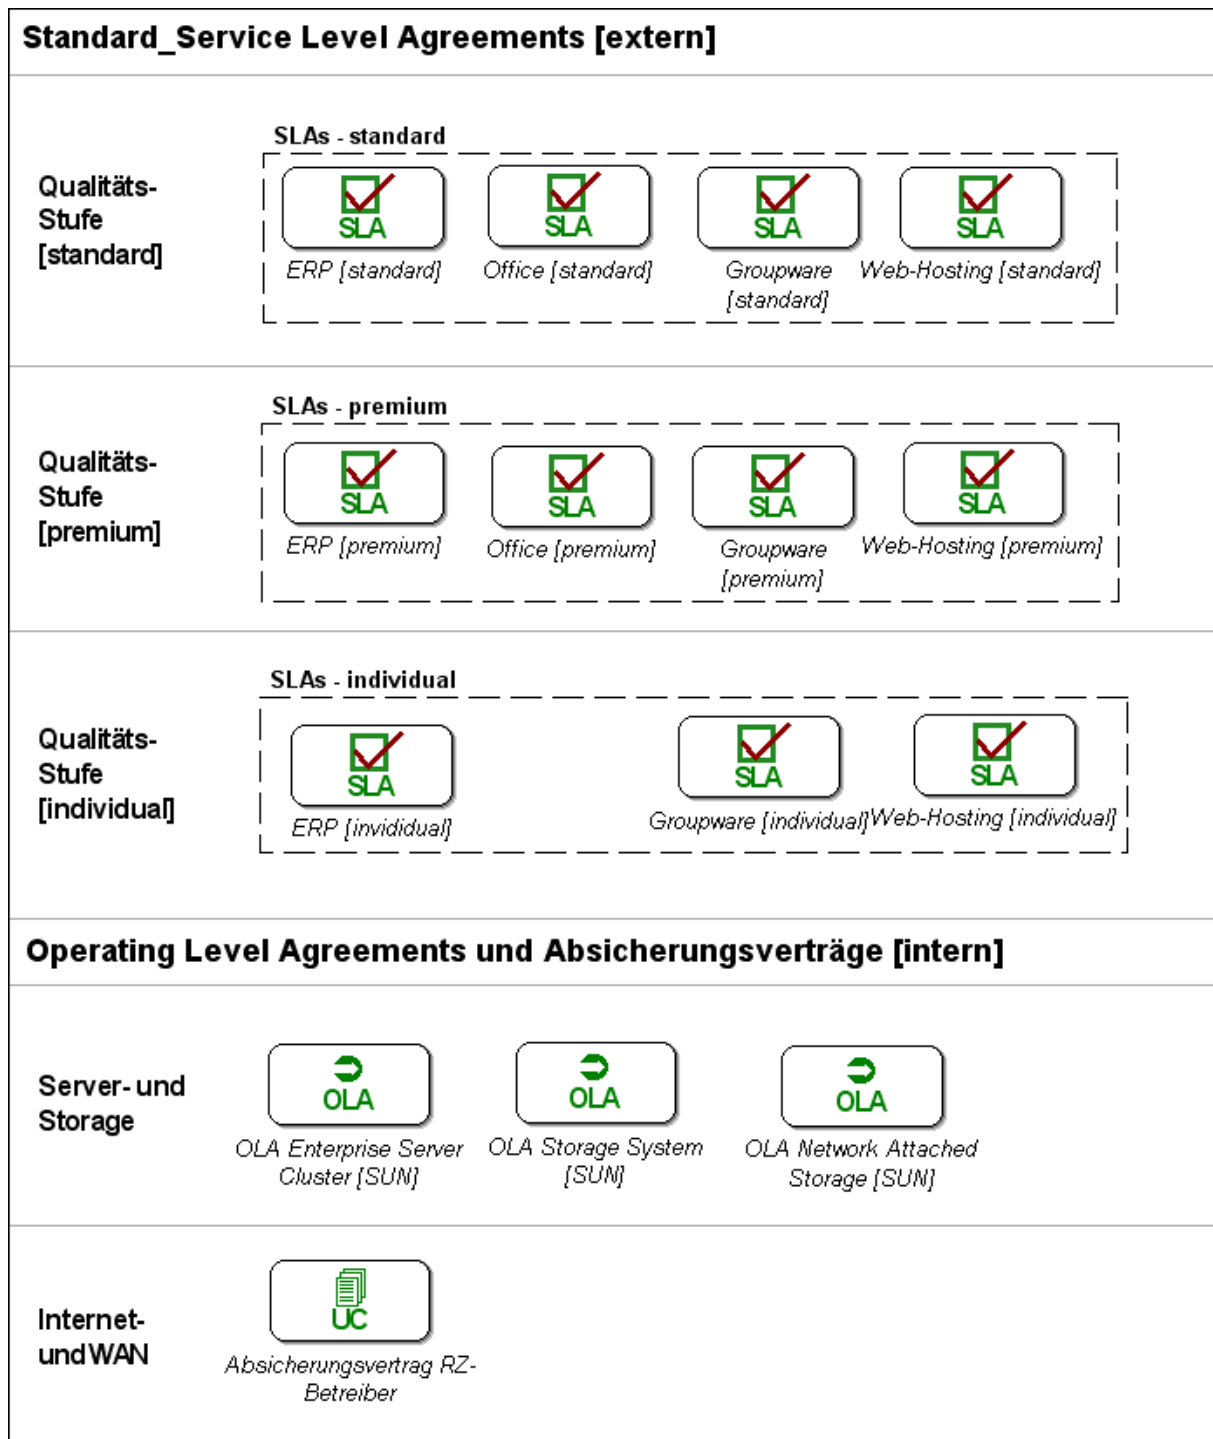 Standard_Service Level Agreements [extern]
SLAs - standard
Qualitäts-
Stufe
[standard]
SLA
SLA
SLA
SLA
ERP [standard]
Office [standard]
Groupware
[standard]
Web-Hosting [standard]
SLAs - premium
Qualitäts-
Stufe
[premium]
SLA
SLA
SLA
SLA
ERP [premium]
Office [premium]
Groupware
[premium]
Web-Hosting [premium]
SLAs - individual
Qualitäts-
Stufe
[individual]
SLA
SLA
SLA
ERP [invididual]
Groupware [individual]
Web-Hosting [individual]
Operating Level Agreements und Absicherungsverträge [intern]
Server- und
Storage
OLA
OLA
OLA
OLA Enterprise Server
Cluster [SUN]
OLA Storage System
[SUN]
OLA Network Attached
Storage [SUN]
Internet-
und WAN
UC
Absicherungsvertrag RZ-
Betreiber